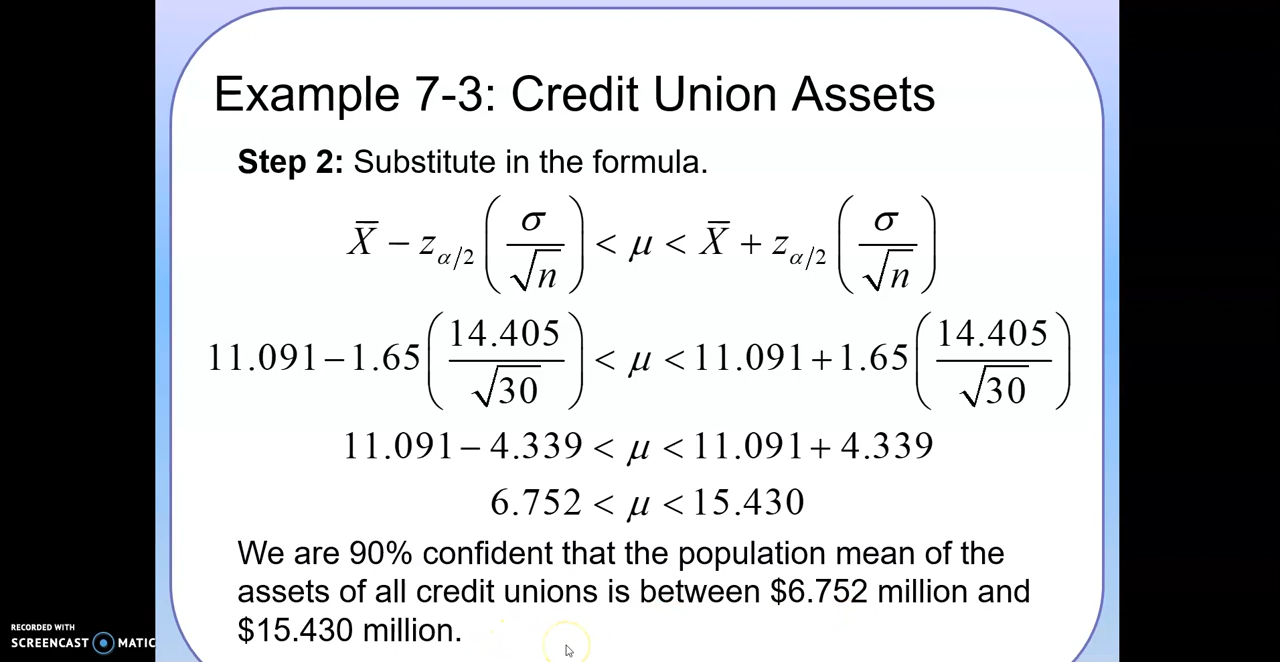 Example 7-3: Credit Union Assets
Step 2: Substitute in the formula.
X̅ − z_{α/2} (σ/√n) < μ < X̅ + z_{α/2} (σ/√n)
11.091 − 1.65 (14.405/√30) < μ < 11.091 + 1.65 (14.405/√30)
11.091 − 4.339 < μ < 11.091 + 4.339
6.752 < μ < 15.430
We are 90% confident that the population mean of the
assets of all credit unions is between $6.752 million and
$15.430 million.
RECORDED WITH
SCREENCAST MATIC